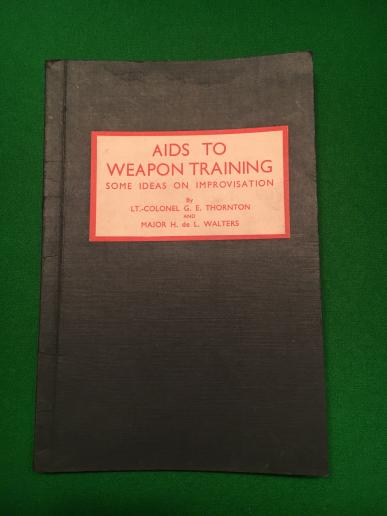 AIDS TO
WEAPON TRAINING
SOME IDEAS ON IMPROVISATION
By
LT.-COLONEL G. E. THORNTON
AND
MAJOR H. de L. WALTERS